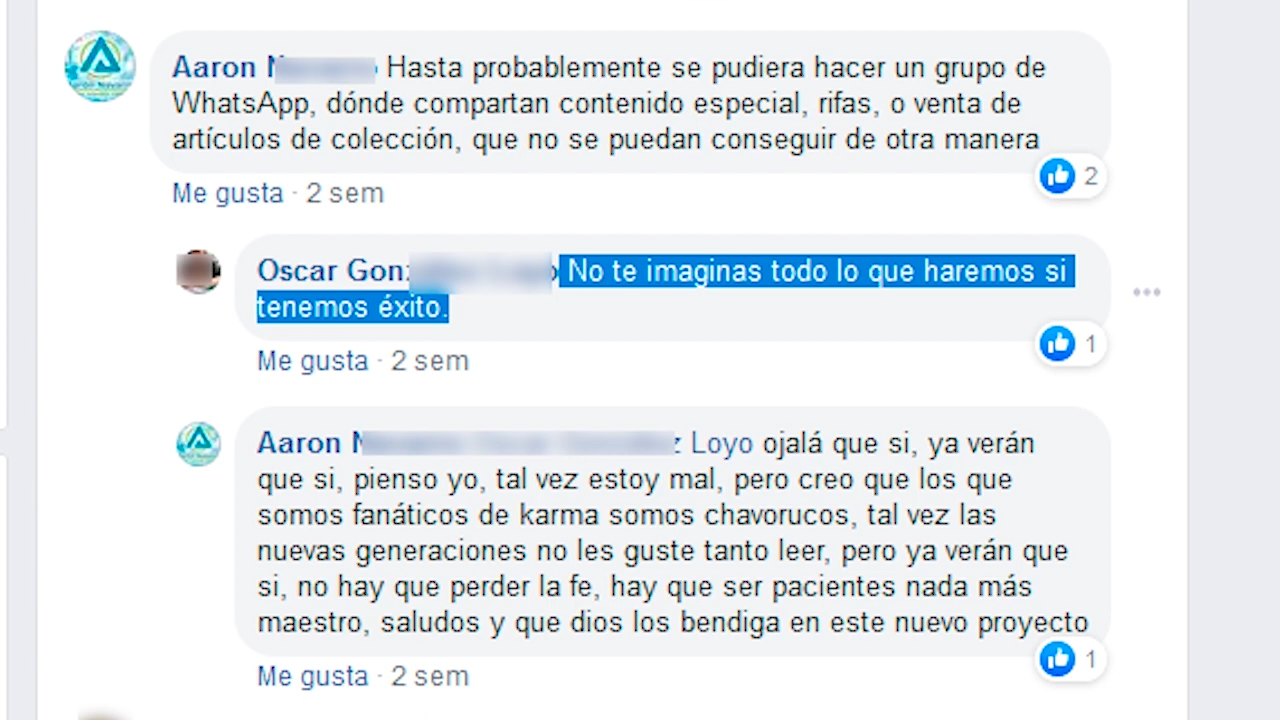 Aaron Hasta probablemente se pudiera hacer un grupo de
WhatsApp, dónde compartan contenido especial, rifas, o venta de
artículos de colección, que no se puedan conseguir de otra manera
2
Me gusta · 2 sem
Oscar No te imaginas todo lo que haremos si
tenemos éxito.
1
Me gusta · 2 sem
Aaron Loyo ojalá que si, ya verán
que si, pienso yo, tal vez estoy mal, pero creo que los que
somos fanáticos de karma somos chavorucos, tal vez las
nuevas generaciones no les guste tanto leer, pero ya verán que
si, no hay que perder la fe, hay que ser pacientes nada más
maestro, saludos y que dios los bendiga en este nuevo proyecto
1
Me gusta · 2 sem